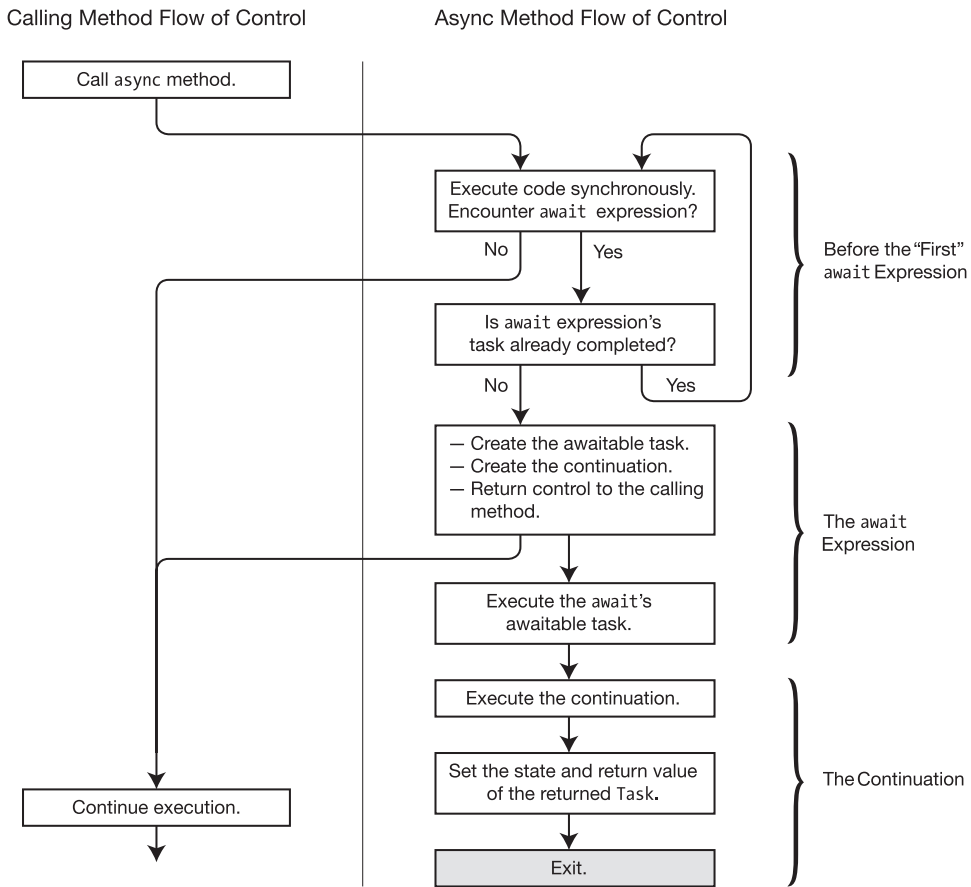 Calling Method Flow of Control
Async Method Flow of Control
Call async method.
Execute code synchronously.
Encounter await expression?
No
Yes
Before the “First”
await Expression
Is await expression’s
task already completed?
No
Yes
— Create the awaitable task.
— Create the continuation.
— Return control to the calling
method.
The await
Expression
Execute the await’s
awaitable task.
Execute the continuation.
Set the state and return value
of the returned Task.
The Continuation
Continue execution.
Exit.